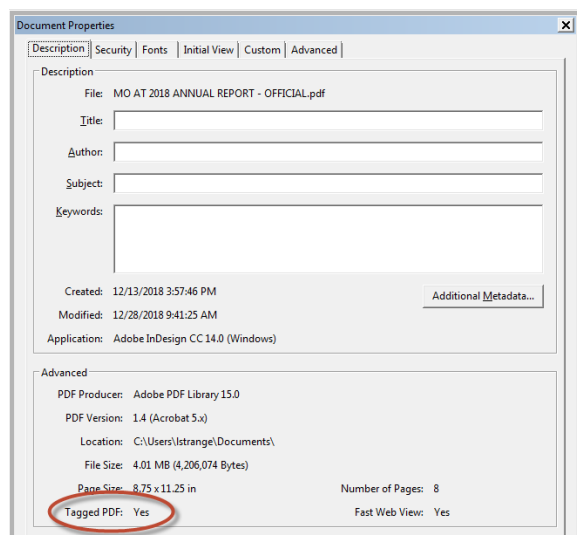 Document Properties
Description Security Fonts Initial View Custom Advanced
Description
File: MO AT 2018 ANNUAL REPORT - OFFICIAL.pdf
Title:
Author:
Subject:
Keywords:
Created: 12/13/2018 3:57:46 PM
Additional Metadata...
Modified: 12/28/2018 9:41:25 AM
Application: Adobe InDesign CC 14.0 (Windows)
Advanced
PDF Producer: Adobe PDF Library 15.0
PDF Version: 1.4 (Acrobat 5.x)
Location: C:\Users\lstrange\Documents\
File Size: 4.01 MB (4,206,074 Bytes)
Page Size: 8.75 x 11.25 in Number of Pages: 8
Tagged PDF: Yes Fast Web View: Yes